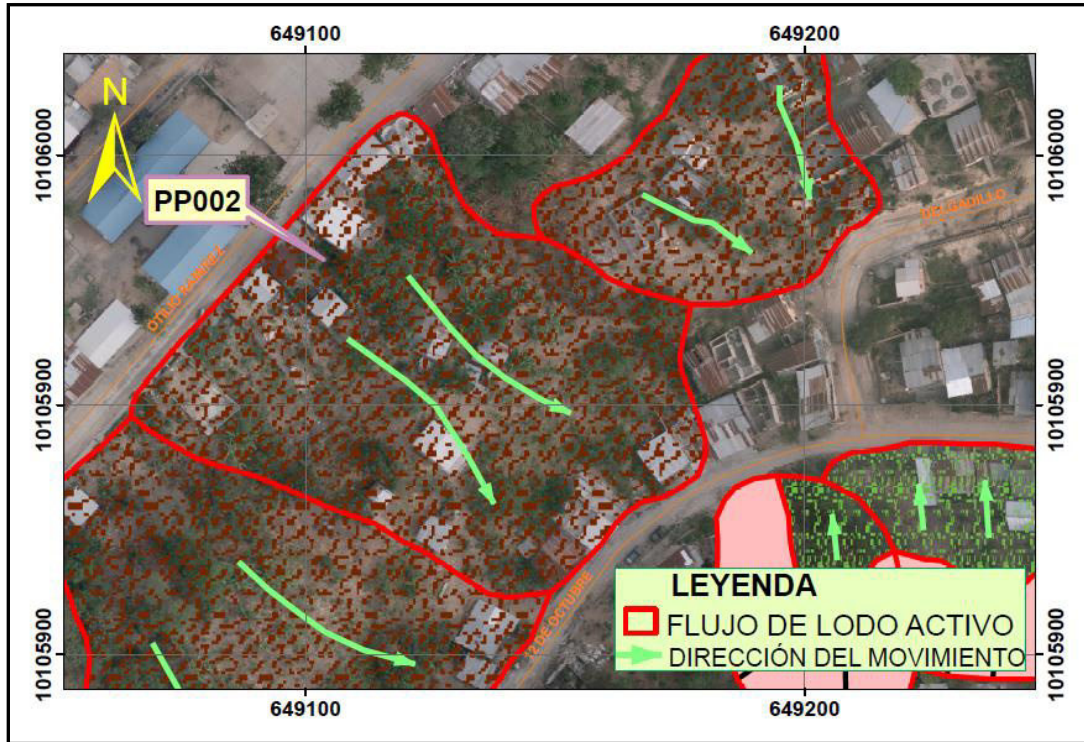 649100
649200
N
10106000
10106000
PP002
OTILIO RAMIREZ
DELGADILLO
10105900
10105900
12 DE OCTUBRE
LEYENDA
FLUJO DE LODO ACTIVO
DIRECCIÓN DEL MOVIMIENTO
10105900
10105900
649100
649200